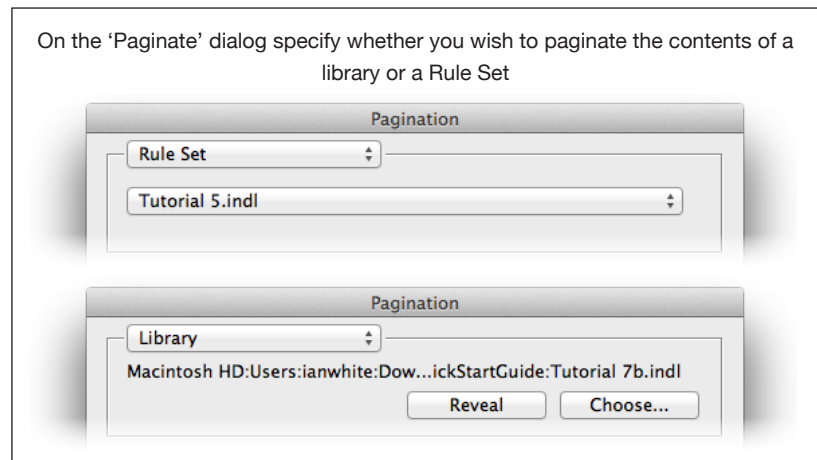 On the ‘Paginate’ dialog specify whether you wish to paginate the contents of a
library or a Rule Set
Pagination
Rule Set
Tutorial 5.indl
Pagination
Library
Macintosh HD:Users:ianwhite:Dow...ickStartGuide:Tutorial 7b.indl
Reveal Choose...